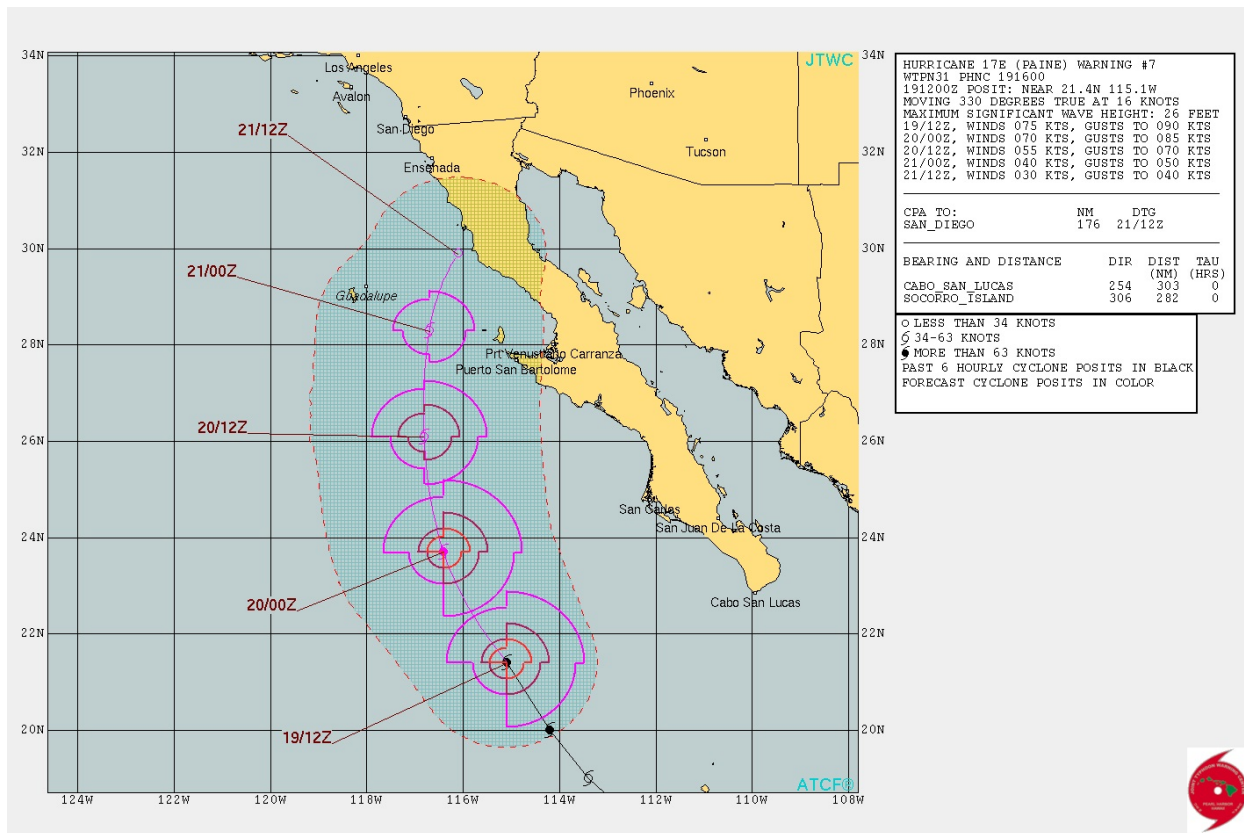 34N
32N
30N
28N
26N
24N
22N
20N
124W
122W
120W
118W
116W
114W
112W
110W
108W
34N
32N
30N
28N
26N
24N
22N
20N
JTWC
ATCF®
Los Angeles
Avalon
San Diego
Ensenada
Phoenix
Tucson
Guadalupe
Prt Venustiano Carranza
Puerto San Bartolome
San Carlos
San Juan De La Costa
Cabo San Lucas
21/12Z
21/00Z
20/12Z
20/00Z
19/12Z
HURRICANE 17E (PAINE) WARNING #7
WTPN31 PHNC 191600
191200Z POSIT: NEAR 21.4N 115.1W
MOVING 330 DEGREES TRUE AT 16 KNOTS
MAXIMUM SIGNIFICANT WAVE HEIGHT: 26 FEET
19/12Z, WINDS 075 KTS, GUSTS TO 090 KTS
20/00Z, WINDS 070 KTS, GUSTS TO 085 KTS
20/12Z, WINDS 055 KTS, GUSTS TO 070 KTS
21/00Z, WINDS 040 KTS, GUSTS TO 050 KTS
21/12Z, WINDS 030 KTS, GUSTS TO 040 KTS
CPA TO: NM DTG
SAN_DIEGO 176 21/12Z
BEARING AND DISTANCE DIR DIST TAU
(NM) (HRS)
CABO_SAN_LUCAS 254 303 0
SOCORRO_ISLAND 306 282 0
LESS THAN 34 KNOTS
34-63 KNOTS
MORE THAN 63 KNOTS
PAST 6 HOURLY CYCLONE POSITS IN BLACK
FORECAST CYCLONE POSITS IN COLOR